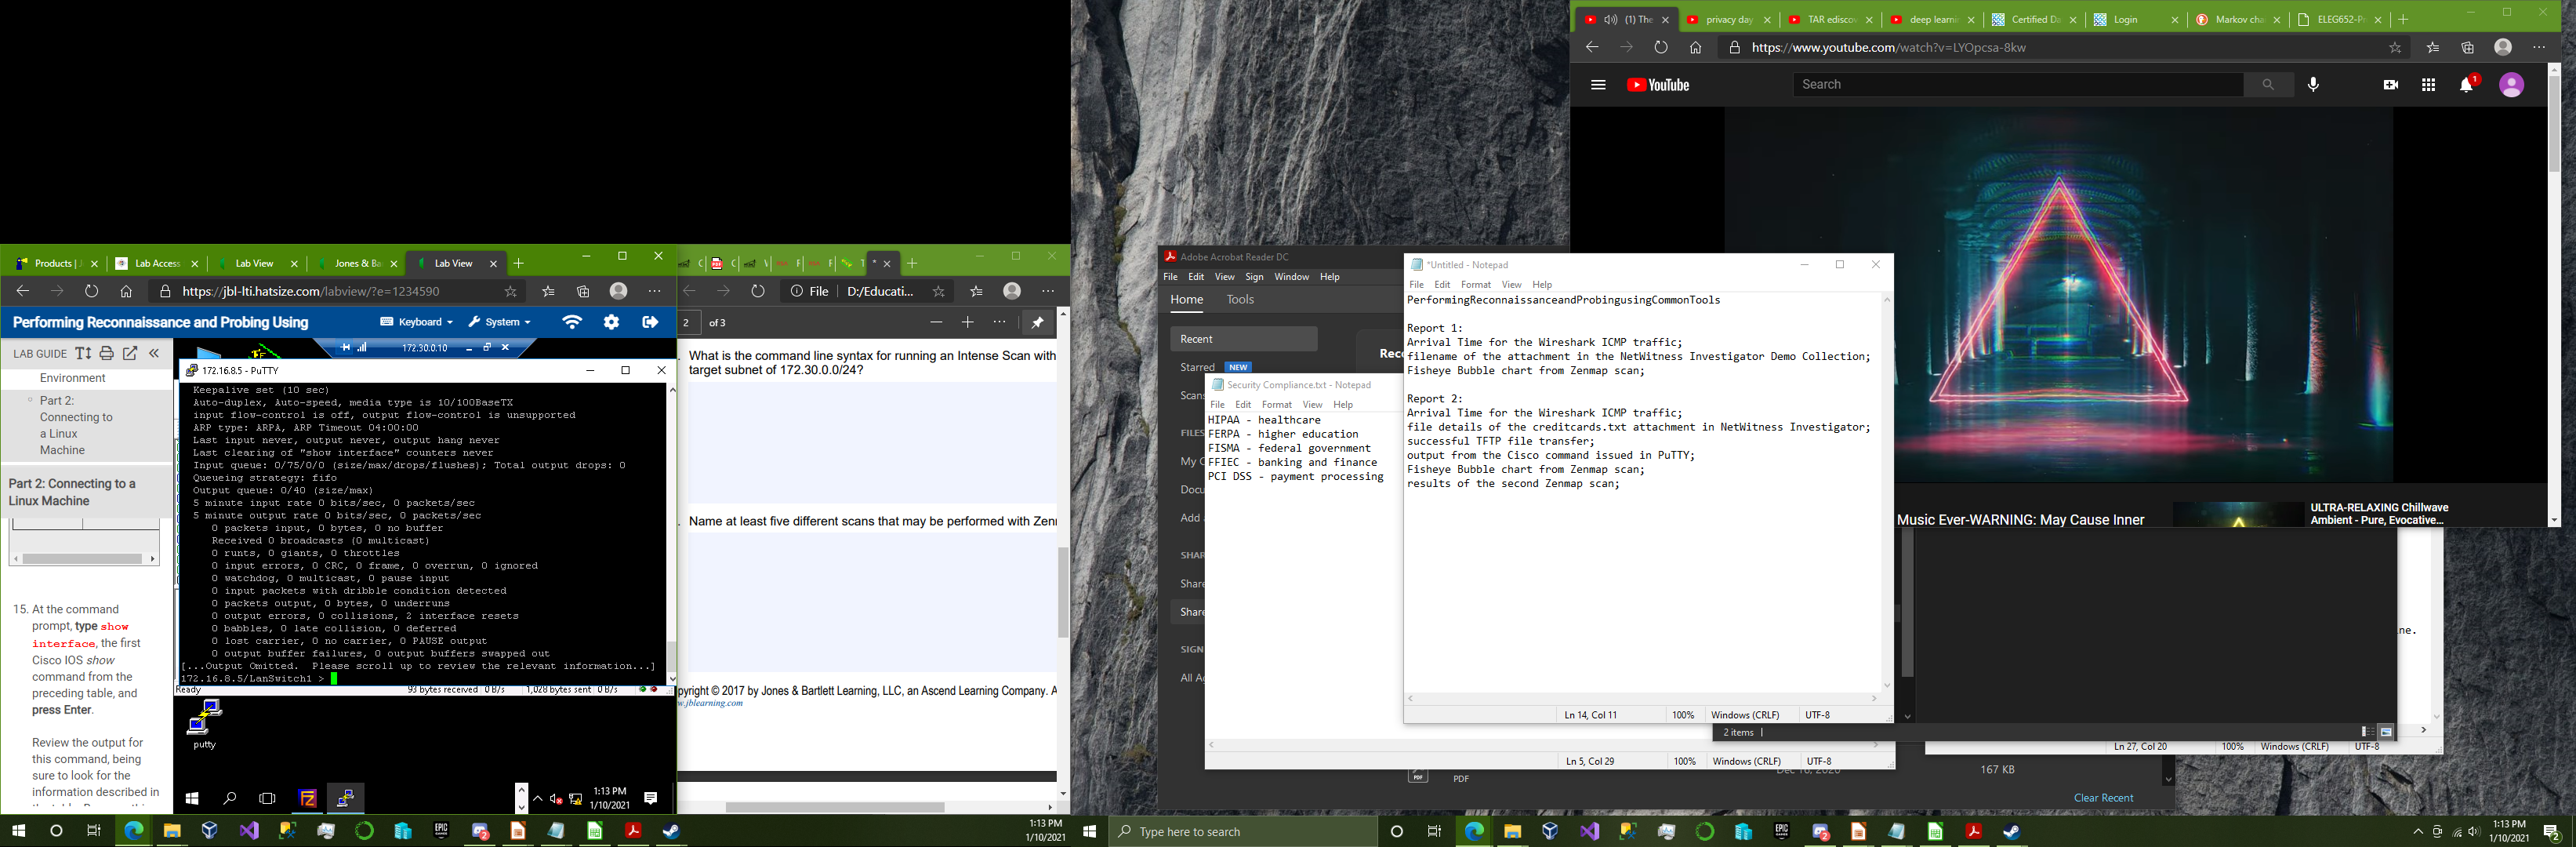 Products | J
Lab Access
Lab View
Jones & Ba
Lab View
https://jbl-lti.hatsize.com/labview/?e=1234590
Performing Reconnaissance and Probing Using
Keyboard
System
LAB GUIDE
Environment
Part 2:
Connecting to
a Linux
Machine
Part 2: Connecting to a
Linux Machine
15. At the command
prompt, type show
interface, the first
Cisco IOS show
command from the
preceding table, and
press Enter.
Review the output for
this command, being
sure to look for the
information described in
172.30.0.10
172.16.8.5 - PuTTY
Keepalive set (10 sec)
Auto-duplex, Auto-speed, media type is 10/100BaseTX
input flow-control is off, output flow-control is unsupported
ARP type: ARPA, ARP Timeout 04:00:00
Last input never, output never, output hang never
Last clearing of "show interface" counters never
Input queue: 0/75/0/0 (size/max/drops/flushes); Total output drops: 0
Queueing strategy: fifo
Output queue: 0/40 (size/max)
5 minute input rate 0 bits/sec, 0 packets/sec
5 minute output rate 0 bits/sec, 0 packets/sec
0 packets input, 0 bytes, 0 no buffer
Received 0 broadcasts (0 multicast)
0 runts, 0 giants, 0 throttles
0 input errors, 0 CRC, 0 frame, 0 overrun, 0 ignored
0 watchdog, 0 multicast, 0 pause input
0 input packets with dribble condition detected
0 packets output, 0 bytes, 0 underruns
0 output errors, 0 collisions, 2 interface resets
0 babbles, 0 late collision, 0 deferred
0 lost carrier, 0 no carrier, 0 PAUSE output
0 output buffer failures, 0 output buffers swapped out
[...Output Omitted.  Please scroll up to review the relevant information...]
172.16.8.5/LanSwitch1 >
Ready 93 bytes received 0 B/s 1,028 bytes sent 0 B/s
putty
1:13 PM
1/10/2021
File D:/Educati...
2 of 3
What is the command line syntax for running an Intense Scan with
target subnet of 172.30.0.0/24?
Name at least five different scans that may be performed with Zenm
pyright © 2017 by Jones & Bartlett Learning, LLC, an Ascend Learning Company. A
w.jblearning.com
1:13 PM
1/10/2021
Adobe Acrobat Reader DC
File Edit View Sign Window Help
Home Tools
Recent
Starred NEW
Scans
FILES
My C
Docu
Add a
SHAR
Share
Share
SIGN
All Ag
Reco
Security Compliance.txt - Notepad
File Edit Format View Help
HIPAA - healthcare
FERPA - higher education
FISMA - federal government
FFIEC - banking and finance
PCI DSS - payment processing
Ln 5, Col 29 100% Windows (CRLF) UTF-8
*Untitled - Notepad
File Edit Format View Help
PerformingReconnaissanceandProbingusingCommonTools
Report 1:
Arrival Time for the Wireshark ICMP traffic;
filename of the attachment in the NetWitness Investigator Demo Collection;
Fisheye Bubble chart from Zenmap scan;
Report 2:
Arrival Time for the Wireshark ICMP traffic;
file details of the creditcards.txt attachment in NetWitness Investigator;
successful TFTP file transfer;
output from the Cisco command issued in PuTTY;
Fisheye Bubble chart from Zenmap scan;
results of the second Zenmap scan;
Ln 14, Col 11 100% Windows (CRLF) UTF-8
(1) The
privacy day
TAR edisco
deep learni
Certified Da
Login
Markov cha
ELEG652-Pr
https://www.youtube.com/watch?v=LYOpcsa-8kw
YouTube
Search
1
Music Ever-WARNING: May Cause Inner
ULTRA-RELAXING Chillwave
Ambient - Pure, Evocative...
ne.
2 items
Ln 27, Col 20 100% Windows (CRLF) UTF-8
PDF
PDF
Dec 16, 2020
167 KB
Clear Recent
Type here to search
EPIC
1:13 PM
1/10/2021
2